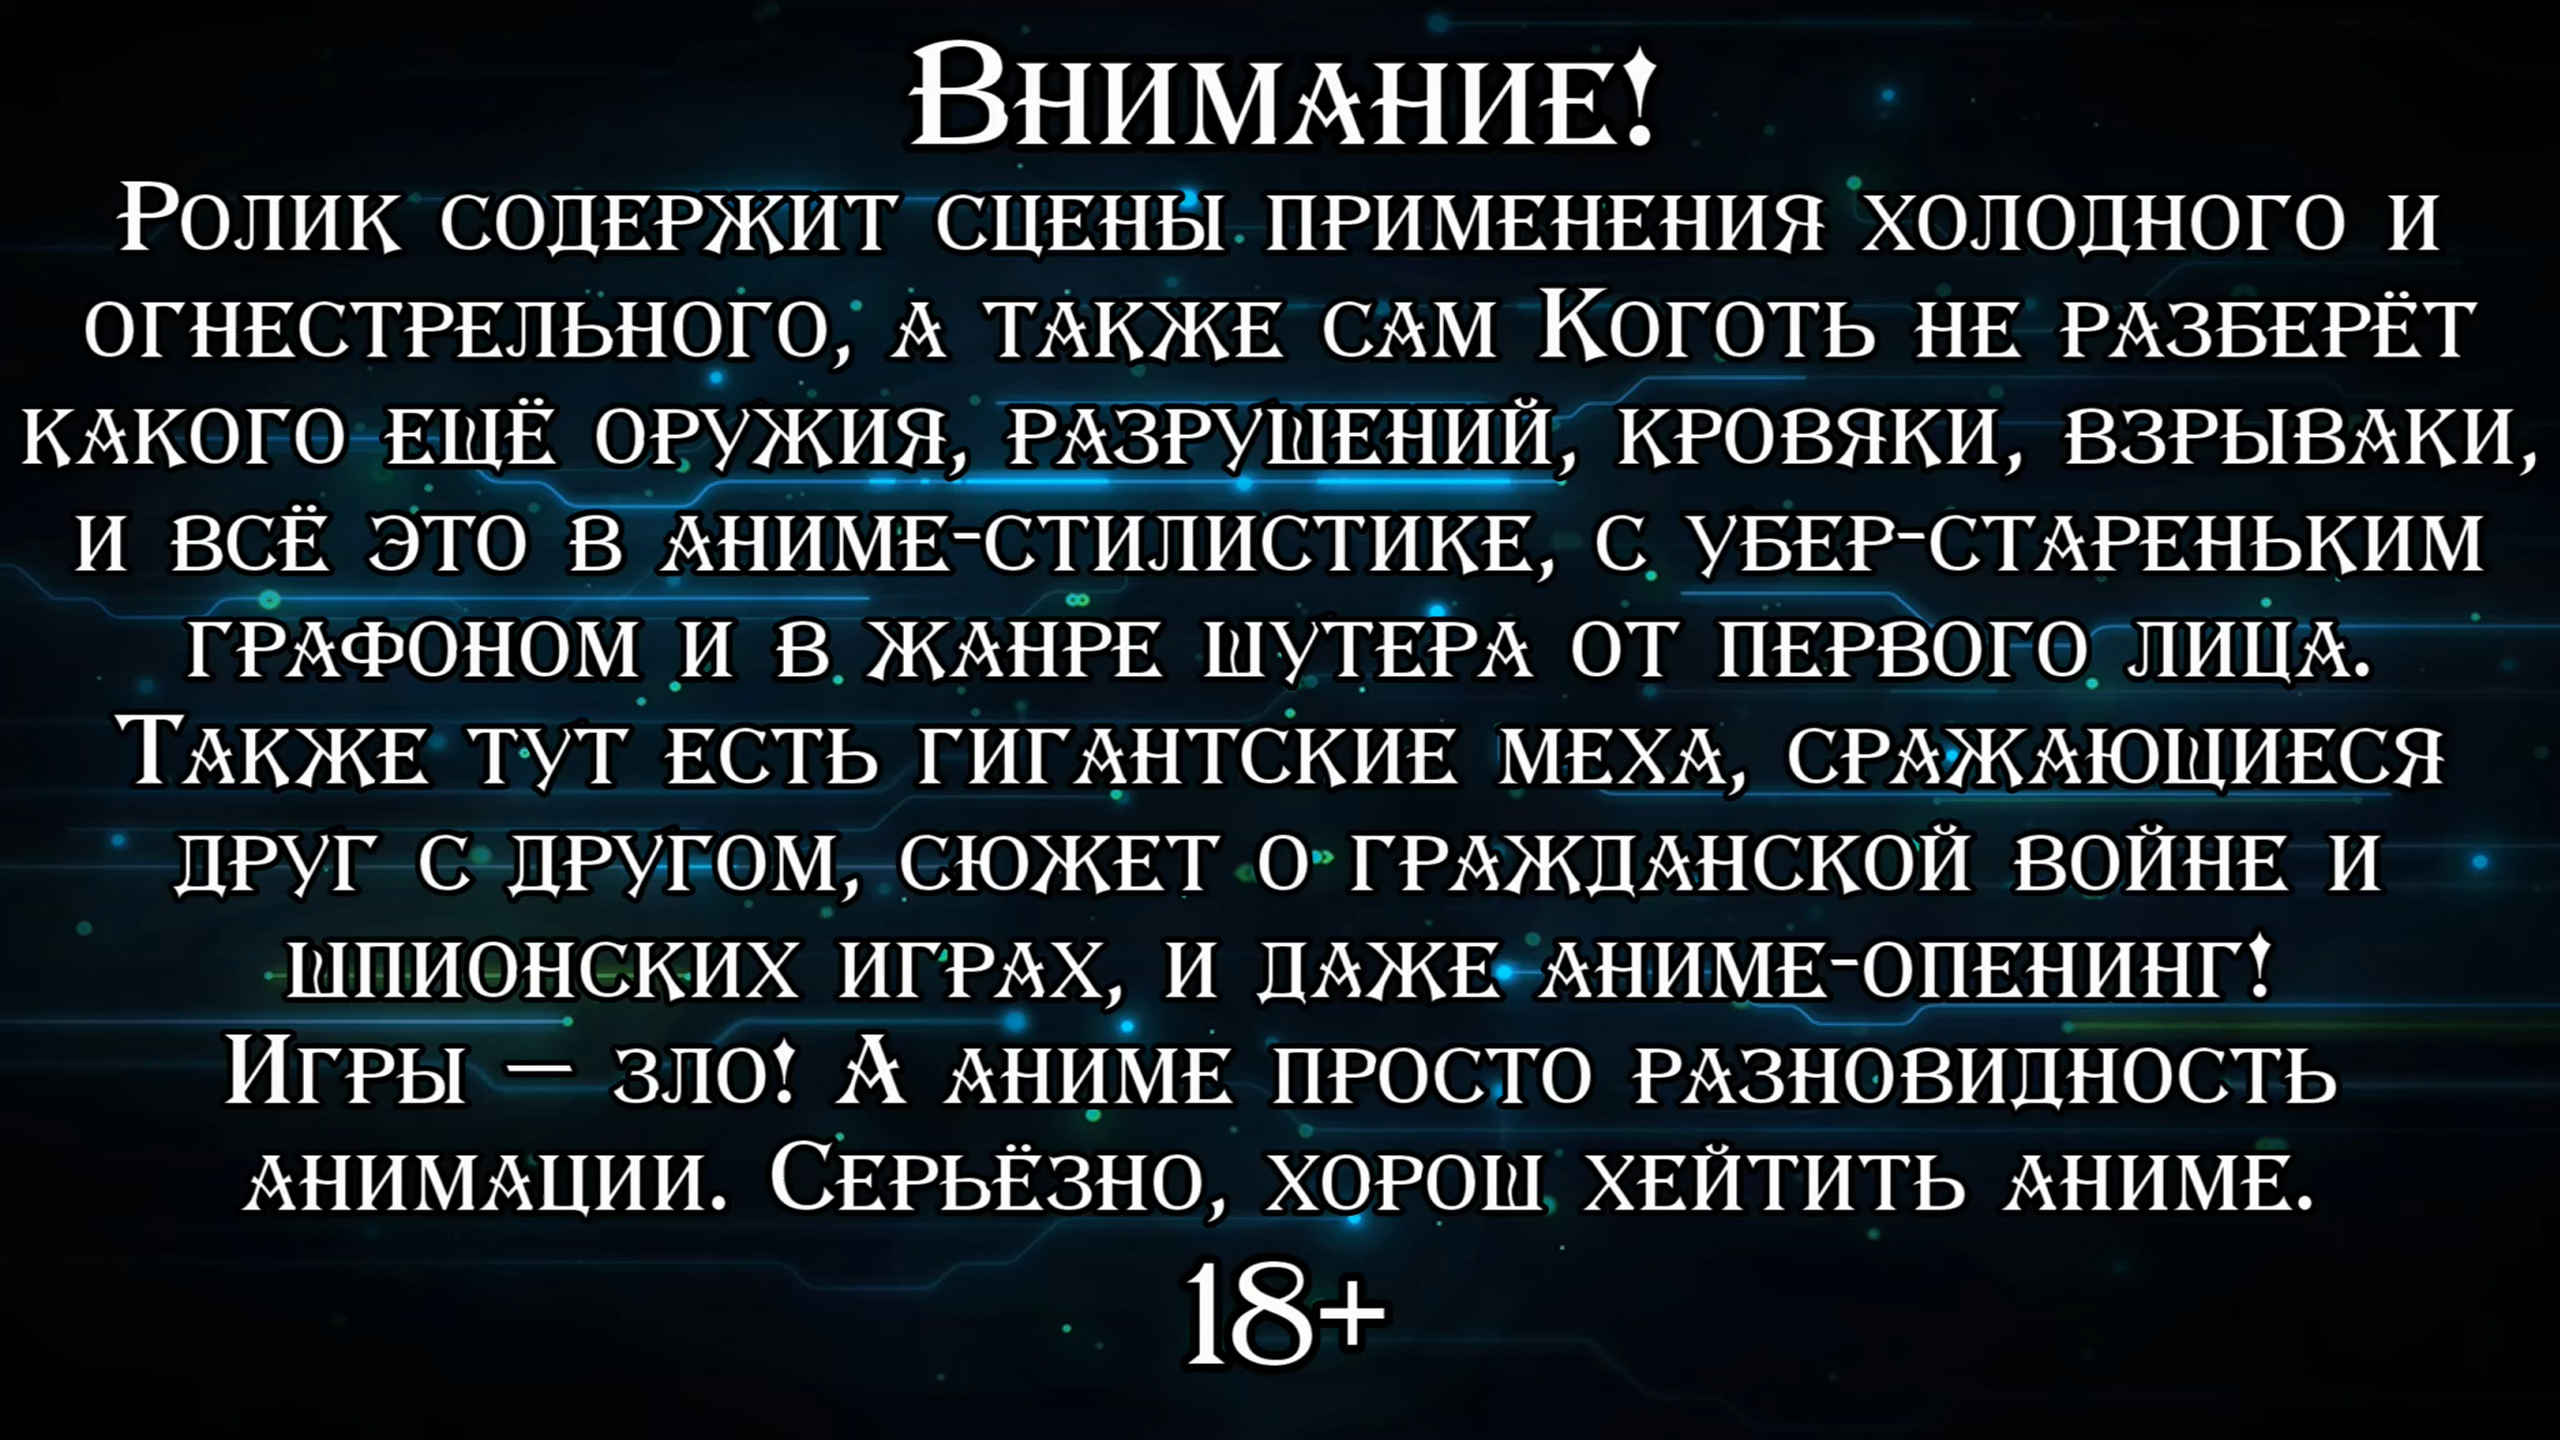 Внимание!
Ролик содержит сцены применения холодного и
огнестрельного, а также сам Коготь не разберёт
какого ещё оружия, разрушений, кровяки, взрываки,
и всё это в аниме-стилистике, с убер-стареньким
графоном и в жанре шутера от первого лица.
Также тут есть гигантские меха, сражающиеся
друг с другом, сюжет о гражданской войне и
шпионских играх, и даже аниме-опенинг!
Игры — зло! А аниме просто разновидность
анимации. Серьёзно, хорош хейтить аниме.
18+